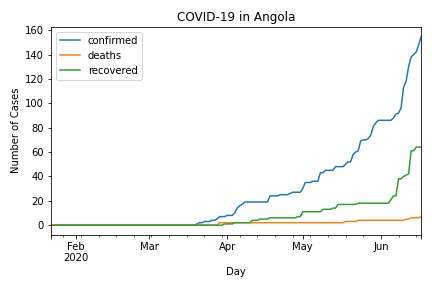 COVID-19 in Angola
confirmed
deaths
recovered
Number of Cases
160
140
120
100
80
60
40
20
0
Feb Mar Apr May Jun
2020
Day